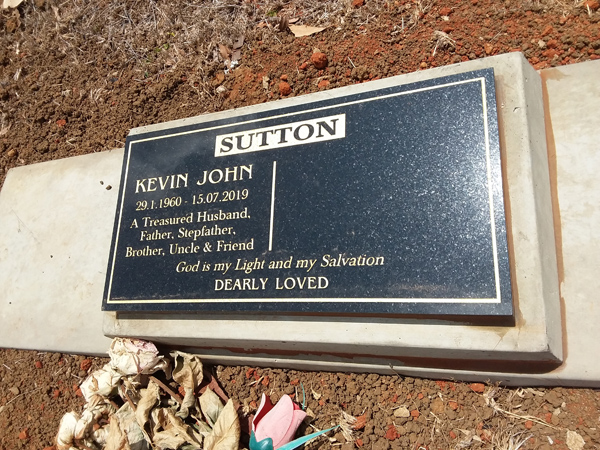 SUTTON
KEVIN JOHN
29.1.1960 - 15.07.2019
A Treasured Husband,
Father, Stepfather,
Brother, Uncle & Friend
God is my Light and my Salvation
DEARLY LOVED